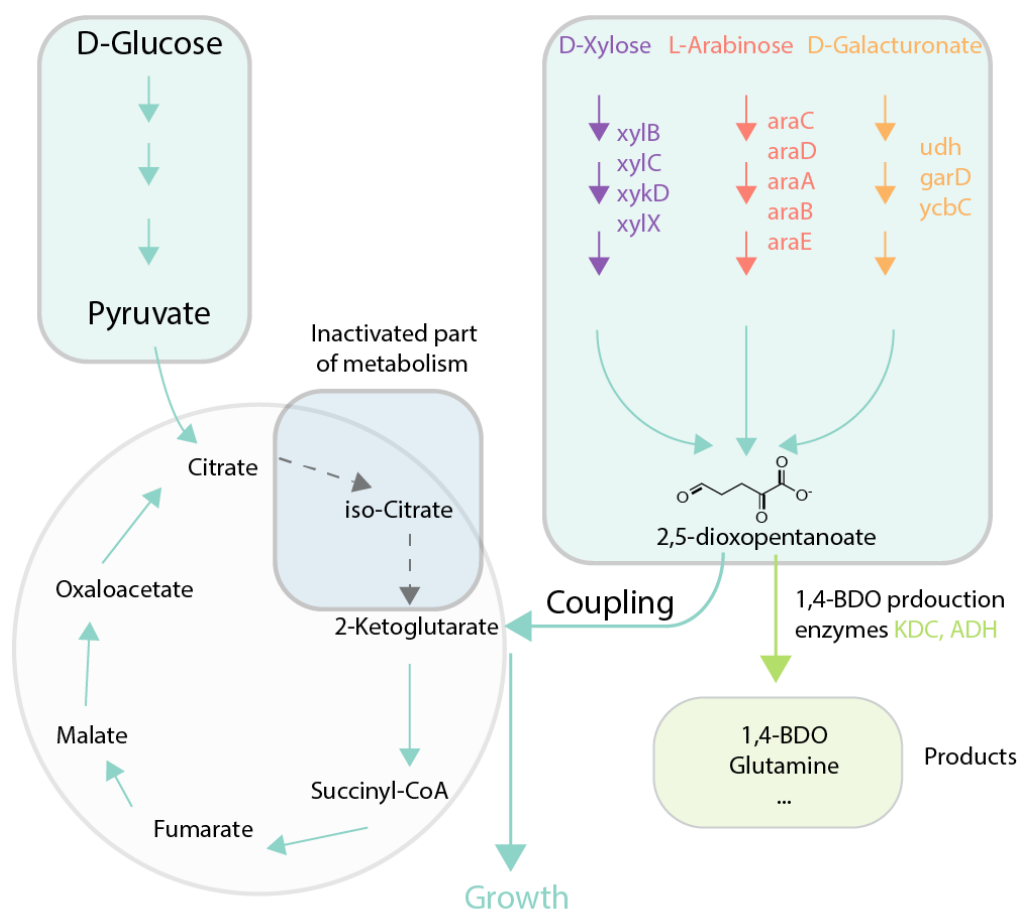 D-Glucose
Pyruvate
D-Xylose
L-Arabinose
D-Galacturonate
xylB
xylC
xykD
xylX
araC
araD
araA
araB
araE
udh
garD
ycbC
Inactivated part
of metabolism
Citrate
iso-Citrate
2-Ketoglutarate
Succinyl-CoA
Fumarate
Malate
Oxaloacetate
O
O
O
O-
2,5-dioxopentanoate
Coupling
1,4-BDO prdouction
enzymes KDC, ADH
1,4-BDO
Glutamine
...
Products
Growth